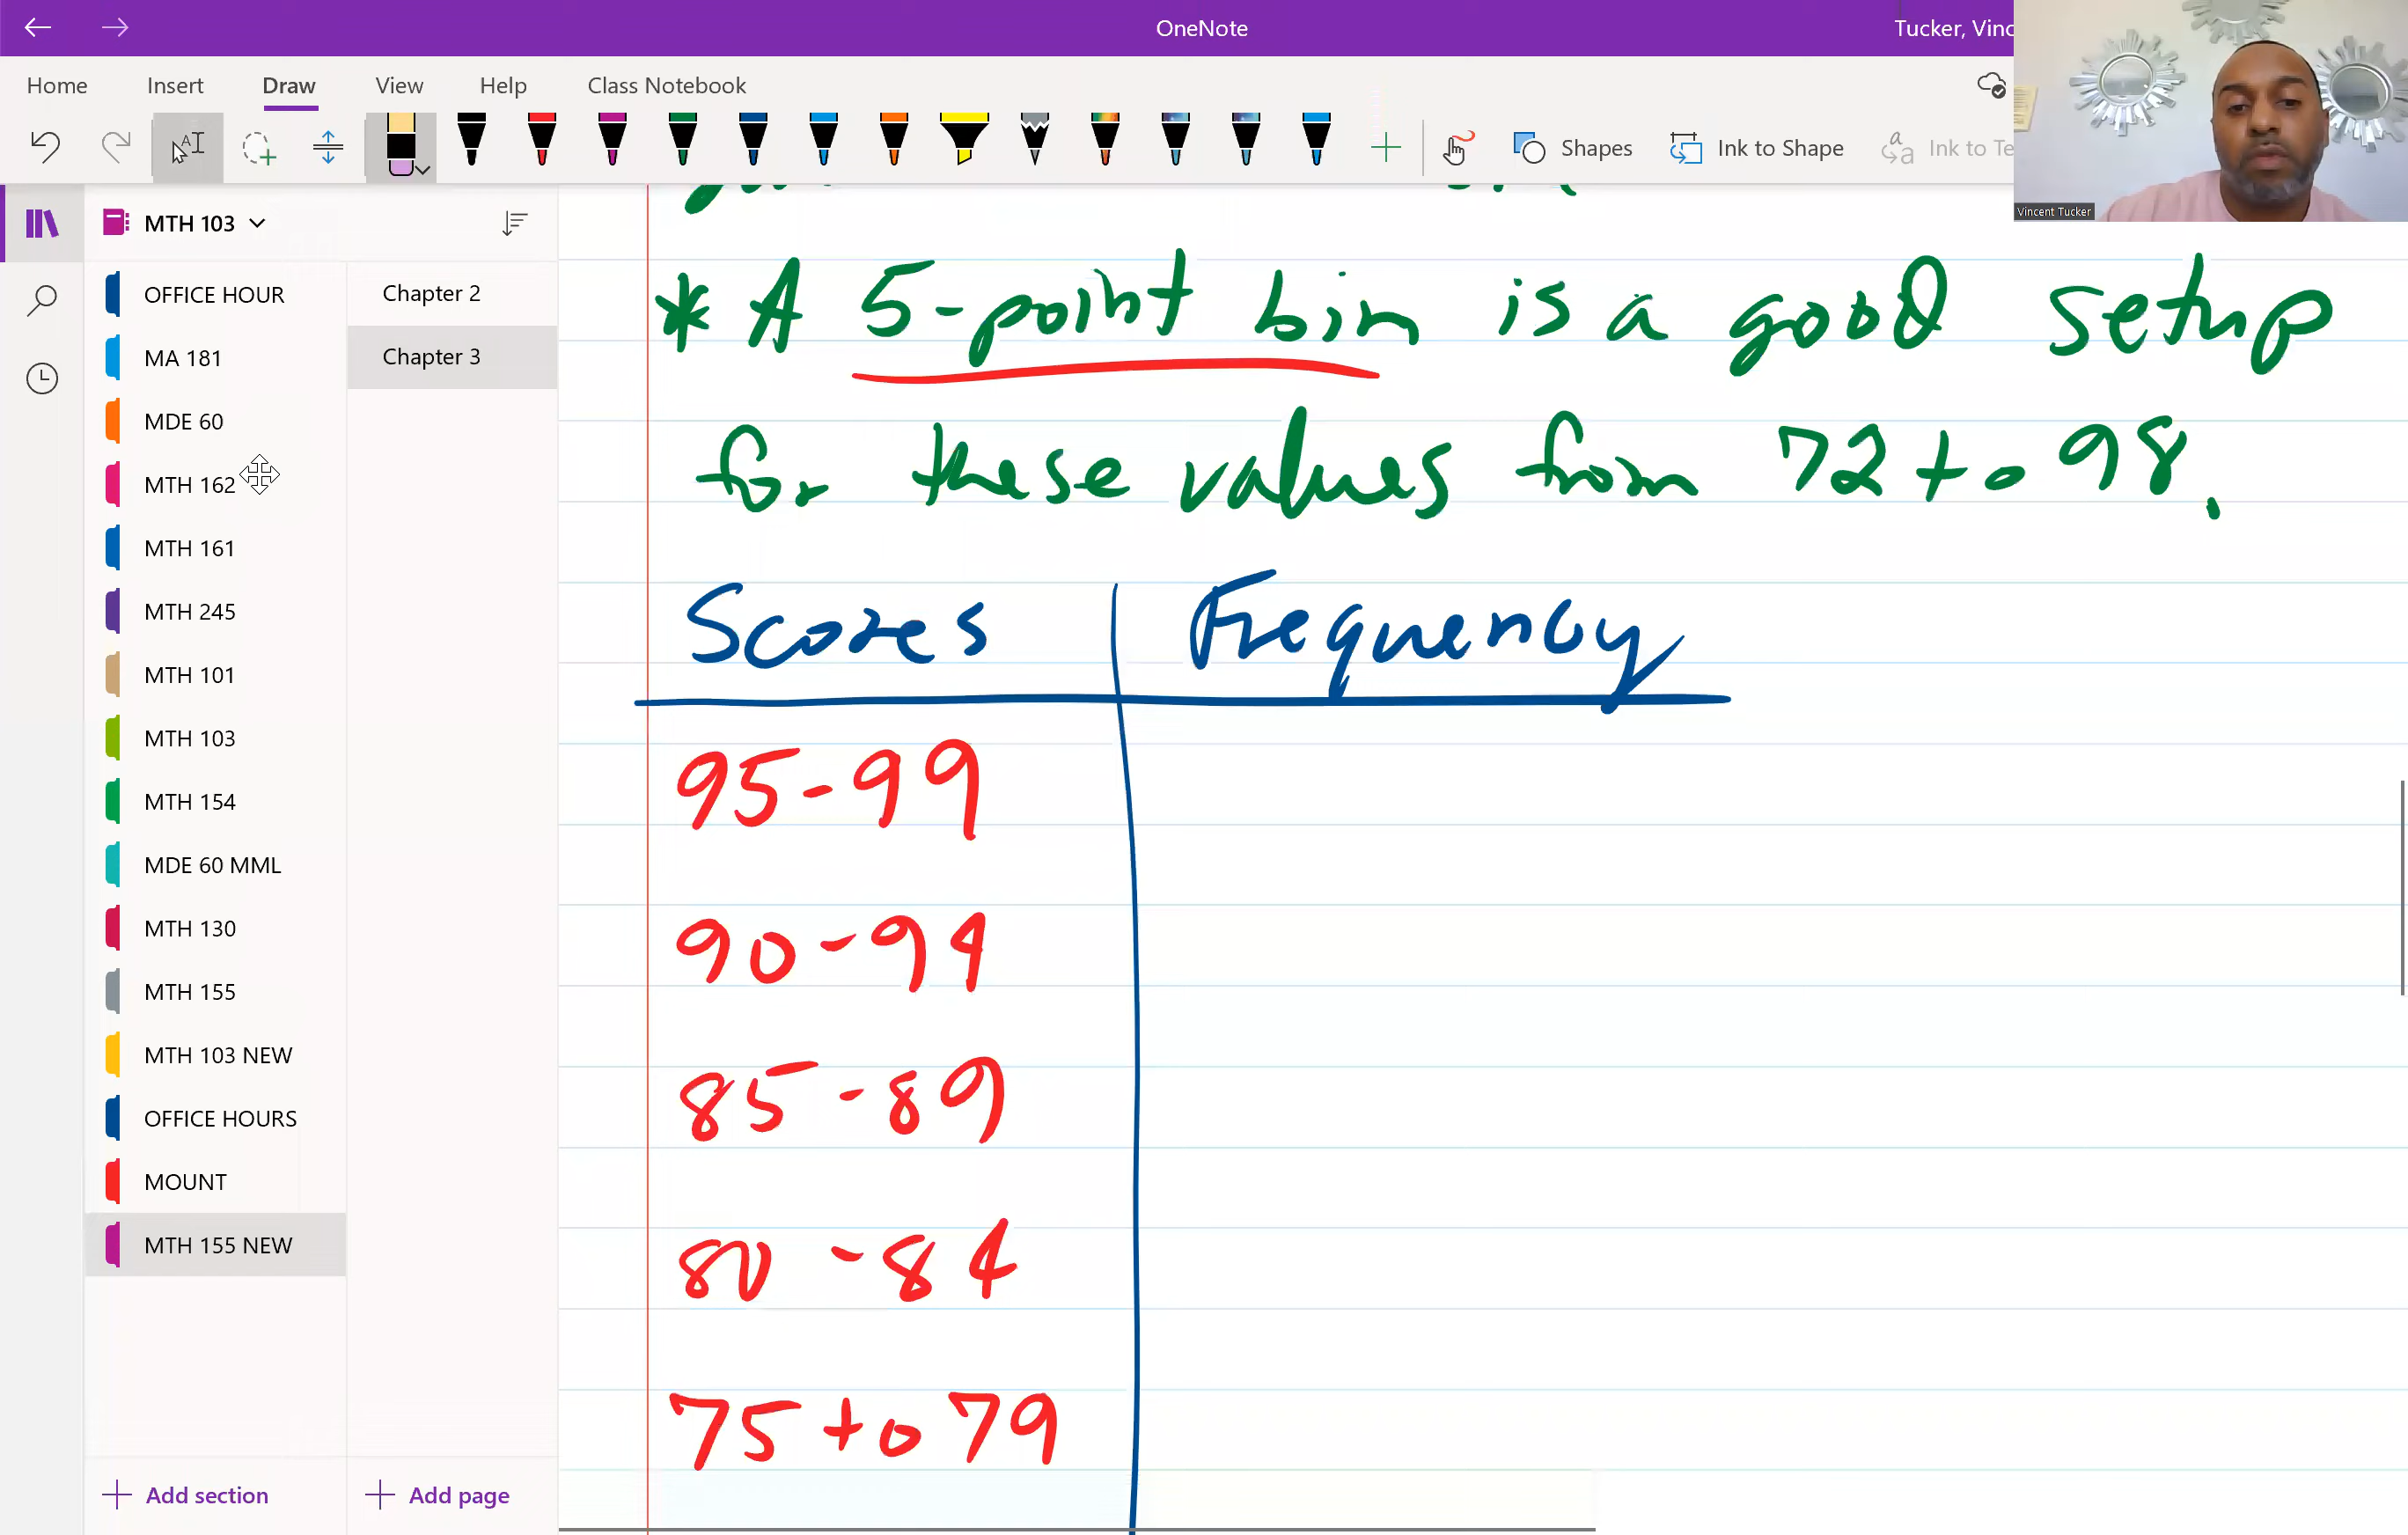 OneNote
Tucker, Vinc
Home Insert Draw View Help Class Notebook
Shapes Ink to Shape Ink to Te
Vincent Tucker
MTH 103
OFFICE HOUR
MA 181
MDE 60
MTH 162
MTH 161
MTH 245
MTH 101
MTH 103
MTH 154
MDE 60 MML
MTH 130
MTH 155
MTH 103 NEW
OFFICE HOURS
MOUNT
MTH 155 NEW
Add section
Chapter 2
Chapter 3
Add page
* A 5-point bin is a good setup
for these values from 72 to 98.
Scores Frequency
95-99
90-94
85-89
80-84
75 to 79